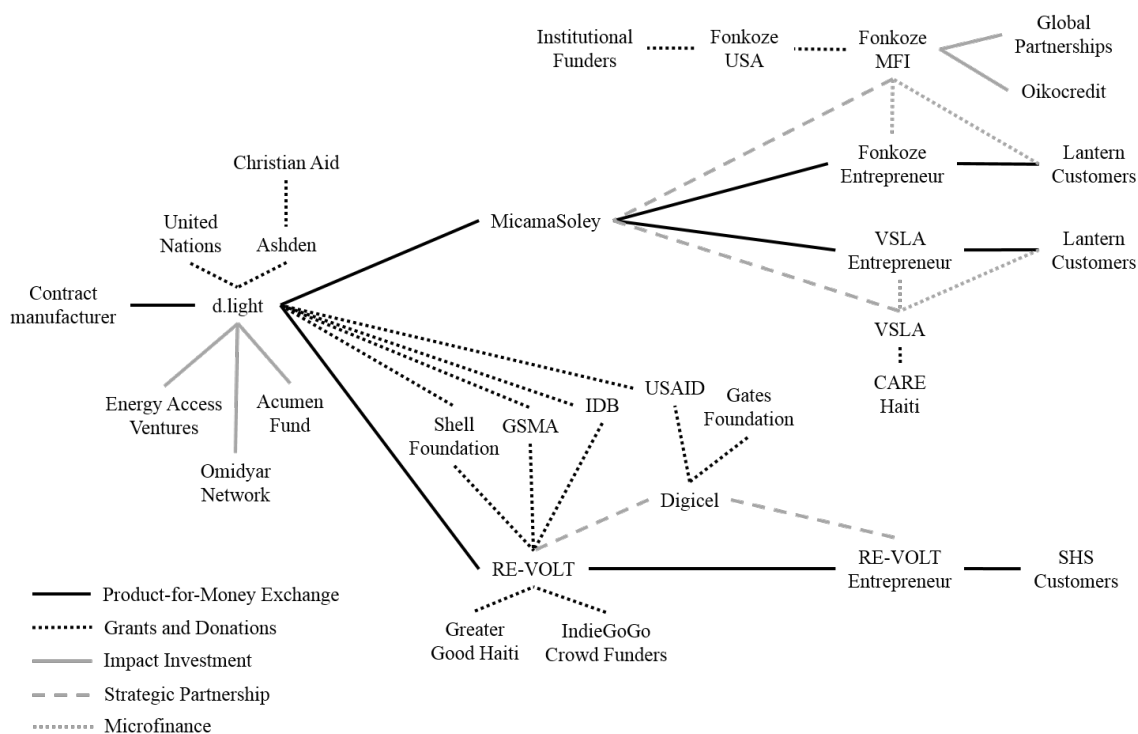 Institutional
Funders
Fonkoze
USA
Fonkoze
MFI
Global
Partnerships
Oikocredit
Christian Aid
Fonkoze
Entrepreneur
Lantern
Customers
United
Nations
Ashden
MicamaSoley
VSLA
Entrepreneur
Lantern
Customers
Contract
manufacturer
d.light
VSLA
CARE
Haiti
Energy Access
Ventures
Acumen
Fund
Omidyar
Network
Shell
Foundation
GSMA
IDB
USAID
Gates
Foundation
Digicel
RE-VOLT
RE-VOLT
Entrepreneur
SHS
Customers
Greater
Good Haiti
IndieGoGo
Crowd Funders
Product-for-Money Exchange
Grants and Donations
Impact Investment
Strategic Partnership
Microfinance